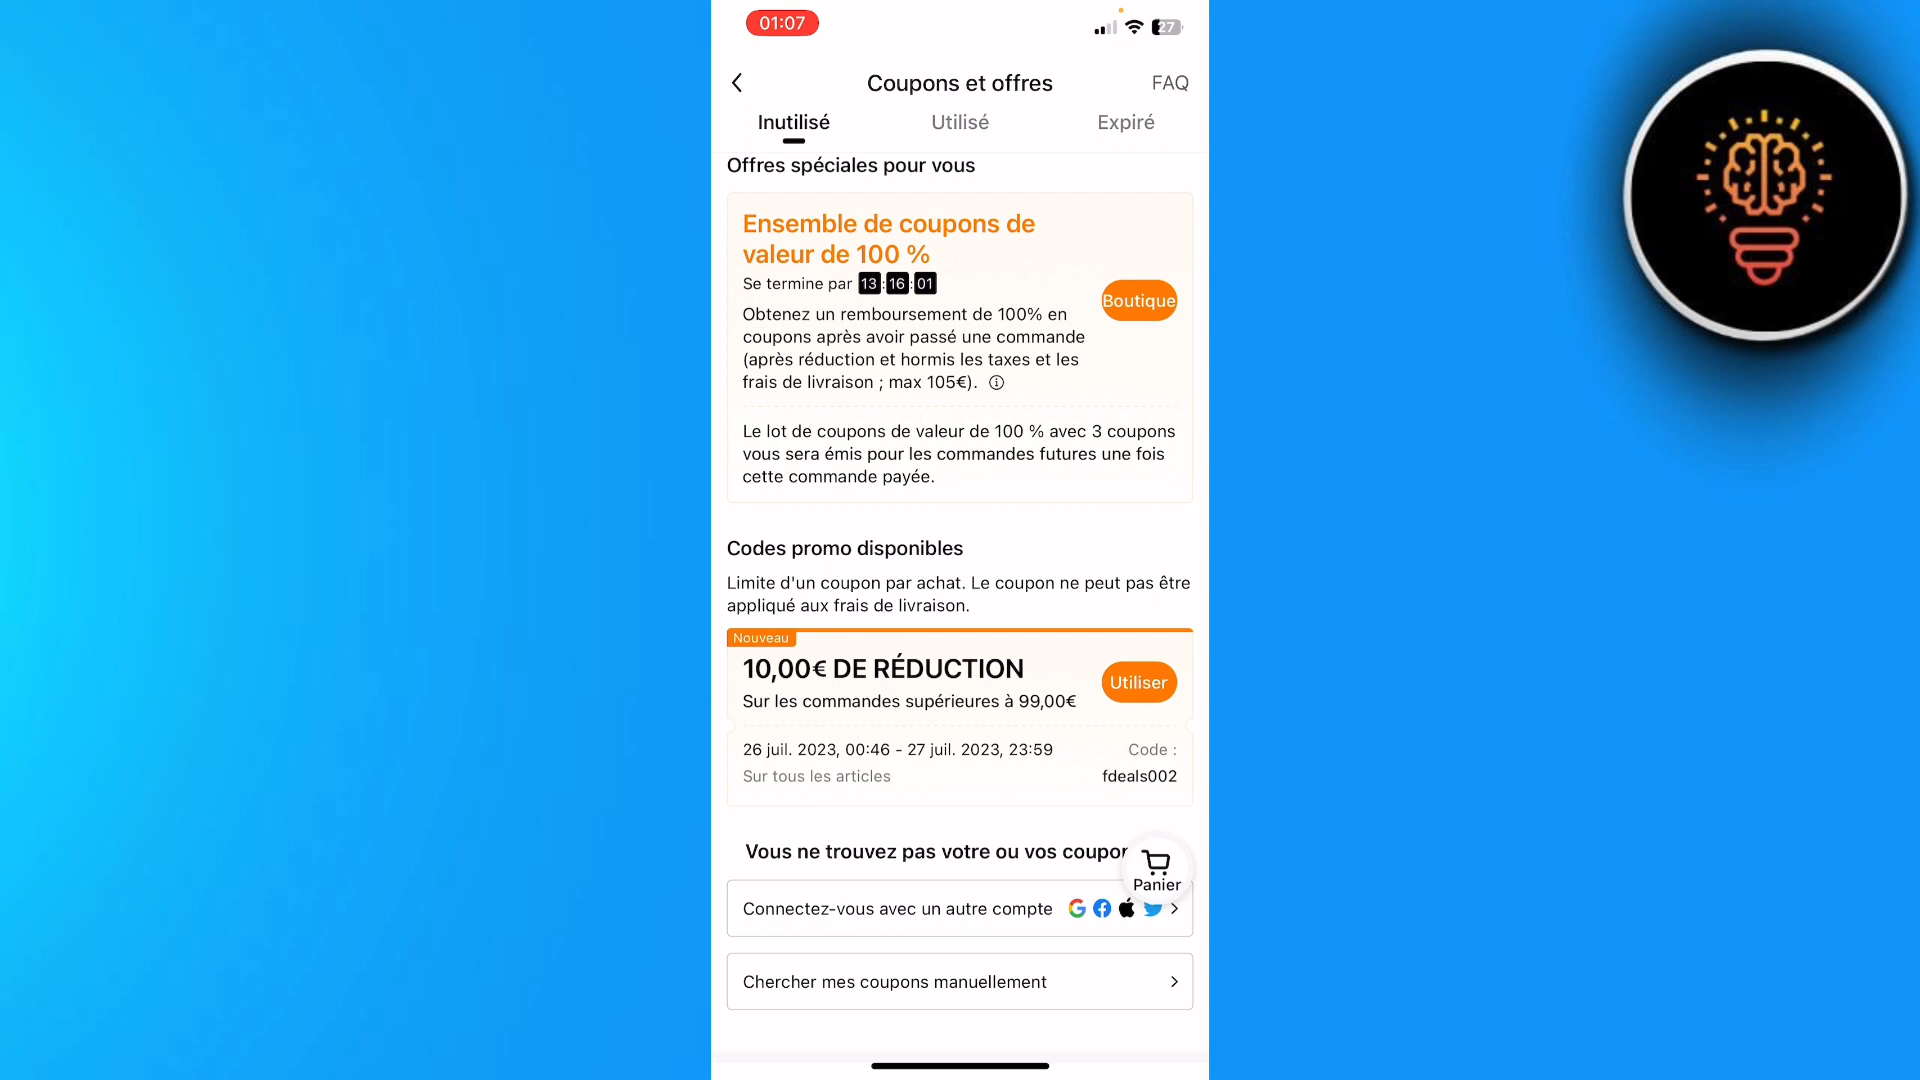 01:07
27
Coupons et offres
FAQ
Inutilisé
Utilisé
Expiré
Offres spéciales pour vous
Ensemble de coupons de
valeur de 100 %
Se termine par 13:16:01
Boutique
Obtenez un remboursement de 100% en
coupons après avoir passé une commande
(après réduction et hormis les taxes et les
frais de livraison ; max 105€).
Le lot de coupons de valeur de 100 % avec 3 coupons
vous sera émis pour les commandes futures une fois
cette commande payée.
Codes promo disponibles
Limite d'un coupon par achat. Le coupon ne peut pas être
appliqué aux frais de livraison.
Nouveau
10,00€ DE RÉDUCTION
Utiliser
Sur les commandes supérieures à 99,00€
26 juil. 2023, 00:46 - 27 juil. 2023, 23:59
Code :
Sur tous les articles
fdeals002
Vous ne trouvez pas votre ou vos
Panier
Connectez-vous avec un autre compte
Chercher mes coupons manuellement